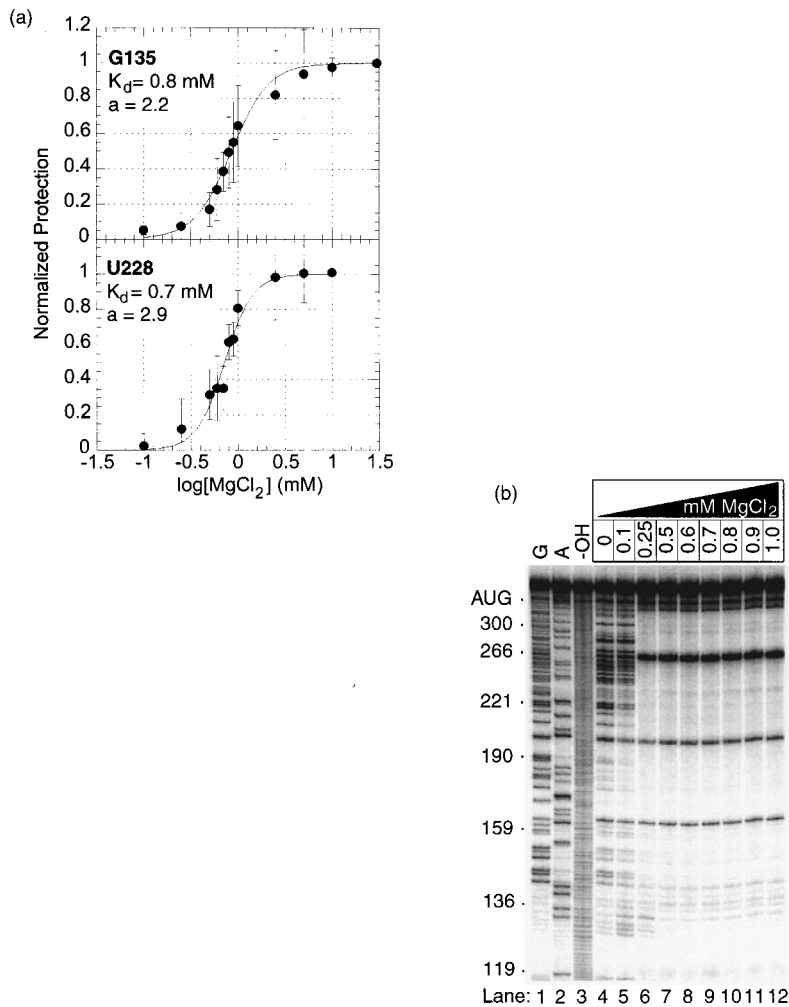 (a)
1.2
1
0.8
0.6
0.4
0.2
0
G135
Kd= 0.8 mM
a = 2.2
1
0.8
0.6
0.4
0.2
0
U228
Kd= 0.7 mM
a = 2.9
Normalized Protection
-1.5 -1 -0.5 0 0.5 1 1.5
log[MgCl2] (mM)
(b)
mM MgCl2
G A -OH 0 0.1 0.25 0.5 0.6 0.7 0.8 0.9 1.0
AUG
300
266
221
190
159
136
119
Lane: 1 2 3 4 5 6 7 8 9 10 11 12